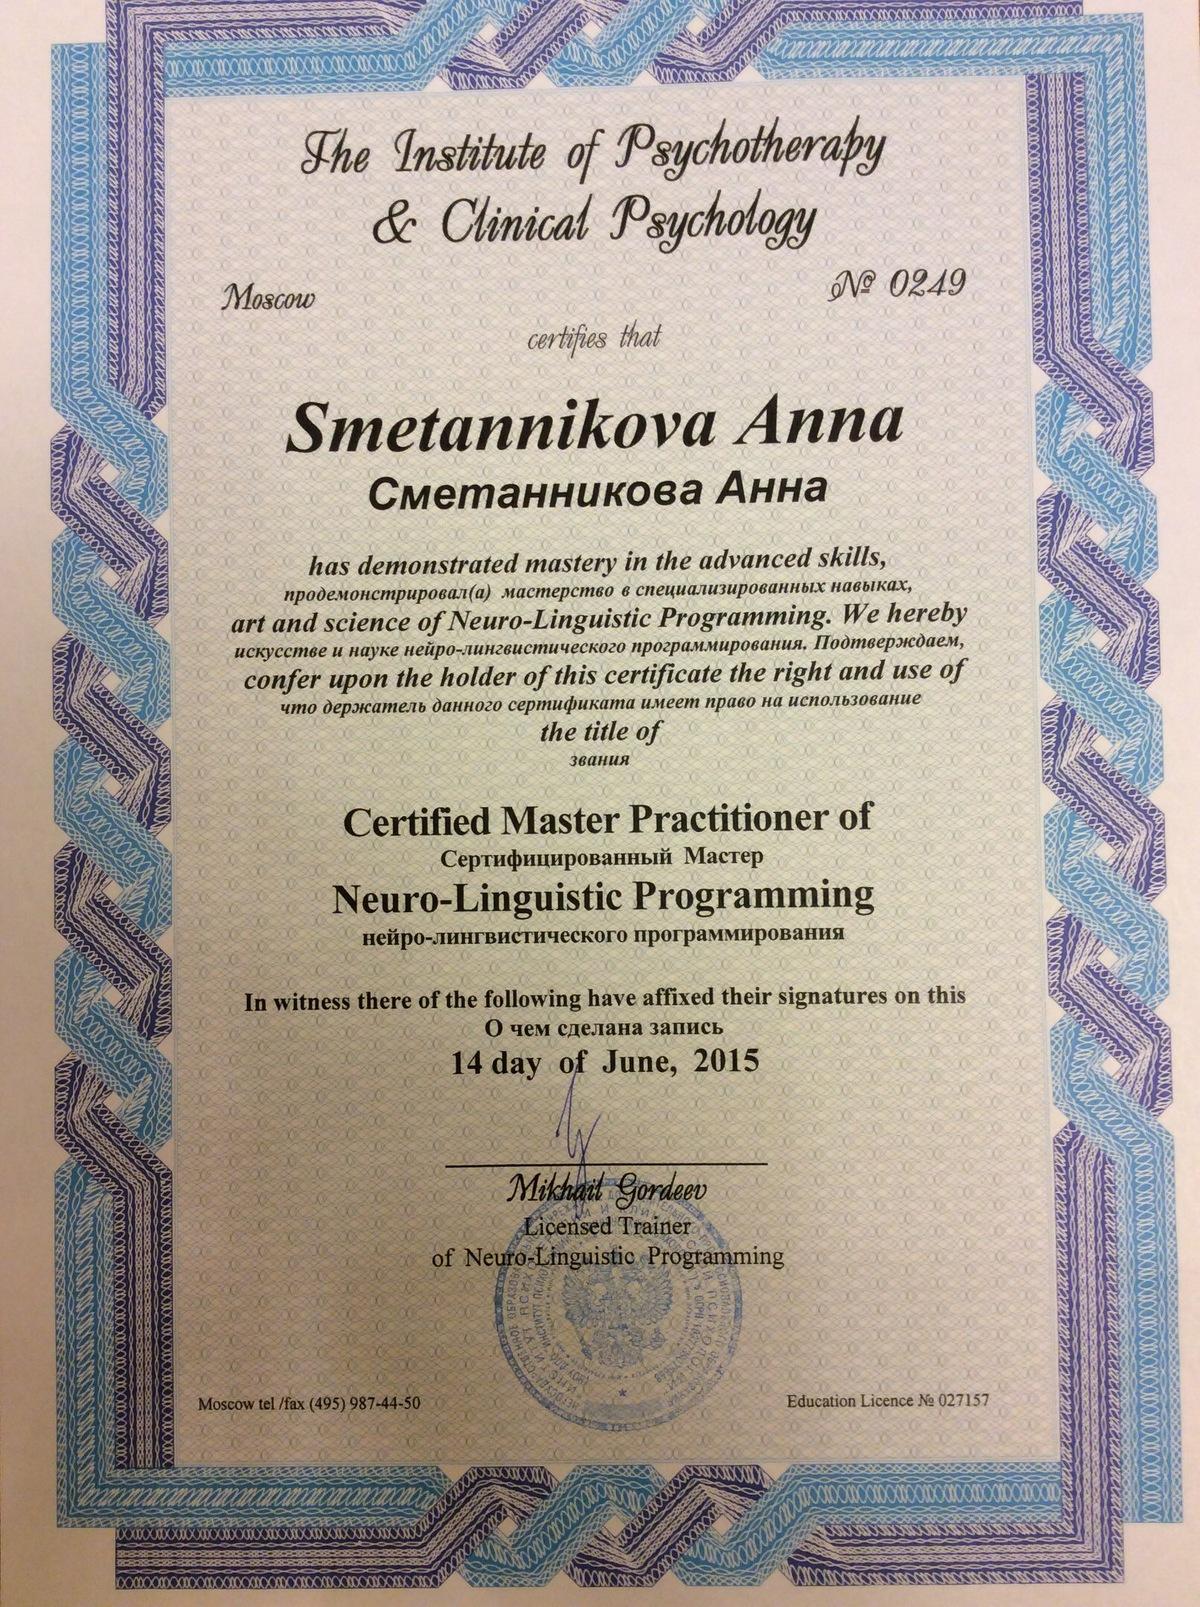 The Institute of Psychotherapy
& Clinical Psychology
Moscow
№ 0249
certifies that
Smetannikova Anna
Сметанникова Анна
has demonstrated mastery in the advanced skills,
продемонстрировал(а) мастерство в специализированных навыках,
art and science of Neuro-Linguistic Programming. We hereby
искусстве и науке нейро-лингвистического программирования. Подтверждаем,
confer upon the holder of this certificate the right and use of
что держатель данного сертификата имеет право на использование
the title of
звания
Certified Master Practitioner of
Сертифицированный Мастер
Neuro-Linguistic Programming
нейро-лингвистического программирования
In witness there of the following have affixed their signatures on this
О чем сделана запись
14 day of June, 2015
Mikhail Gordeev
Licensed Trainer
of Neuro-Linguistic Programming
Moscow tel /fax (495) 987-44-50
Education Licence № 027157